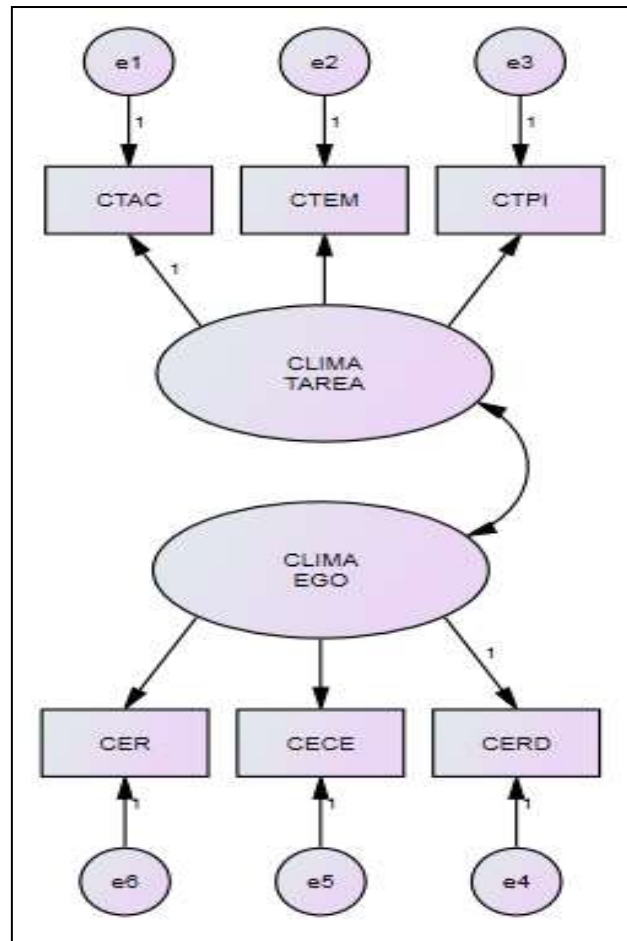 e1
e2
e3
1
1
1
CTAC
CTEM
CTPI
1
CLIMA
TAREA
CLIMA
EGO
1
CER
CECE
CERD
1
1
1
e6
e5
e4